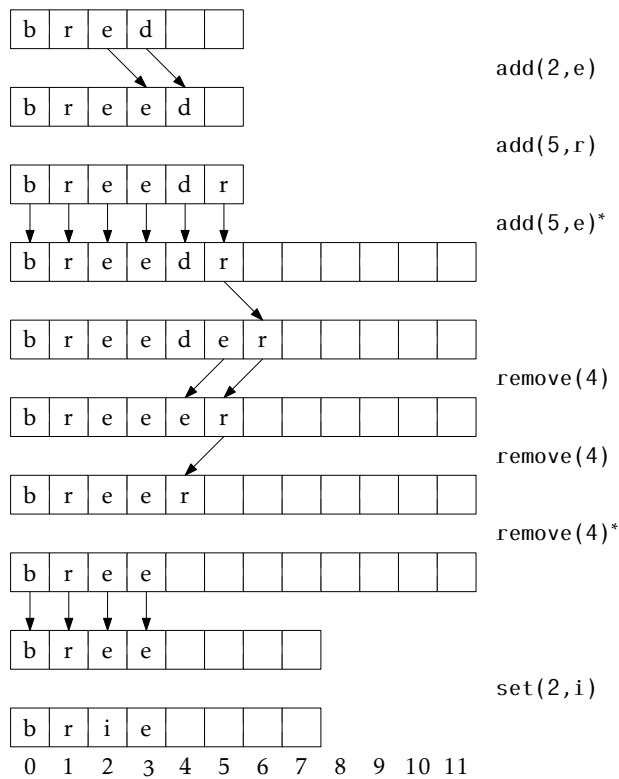 b r e d
add(2,e)
b r e e d
add(5,r)
b r e e d r
add(5,e)*
b r e e d r
b r e e d e r
remove(4)
b r e e e r
remove(4)
b r e e r
remove(4)*
b r e e
b r e e
set(2,i)
b r i e
0 1 2 3 4 5 6 7 8 9 10 11